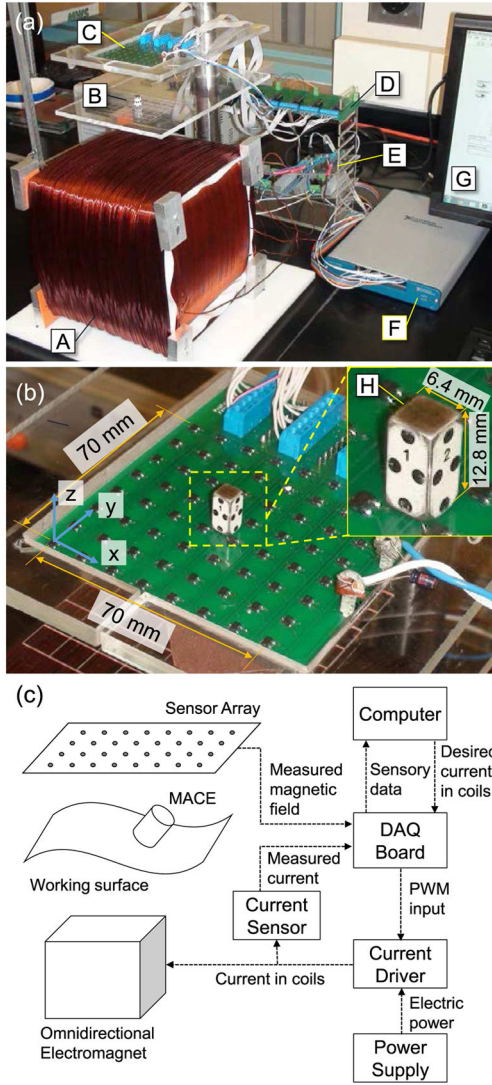 (a)
C
B
D
E
G
A
F
(b)
H
6.4 mm
12.8 mm
1
2
70 mm
z
y
x
70 mm
(c)
Sensor Array
Computer
Measured
magnetic
field
Sensory
data
Desired
current
in coils
MACE
Working surface
DAQ
Board
Measured
current
PWM
input
Current
Sensor
Current
Driver
Current in coils
Electric
power
Omnidirectional
Electromagnet
Power
Supply